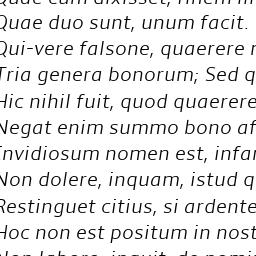 Quae cum dixisset, finem ill
Quae duo sunt, unum facit.
Qui-vere falsone, quaerere
Tria genera bonorum; Sed q
Hic nihil fuit, quod quaerere
Negat enim summo bono af
Invidiosum nomen est, infa
Non dolere, inquam, istud q
Restinguet citius, si ardente
Hoc non est positum in nost